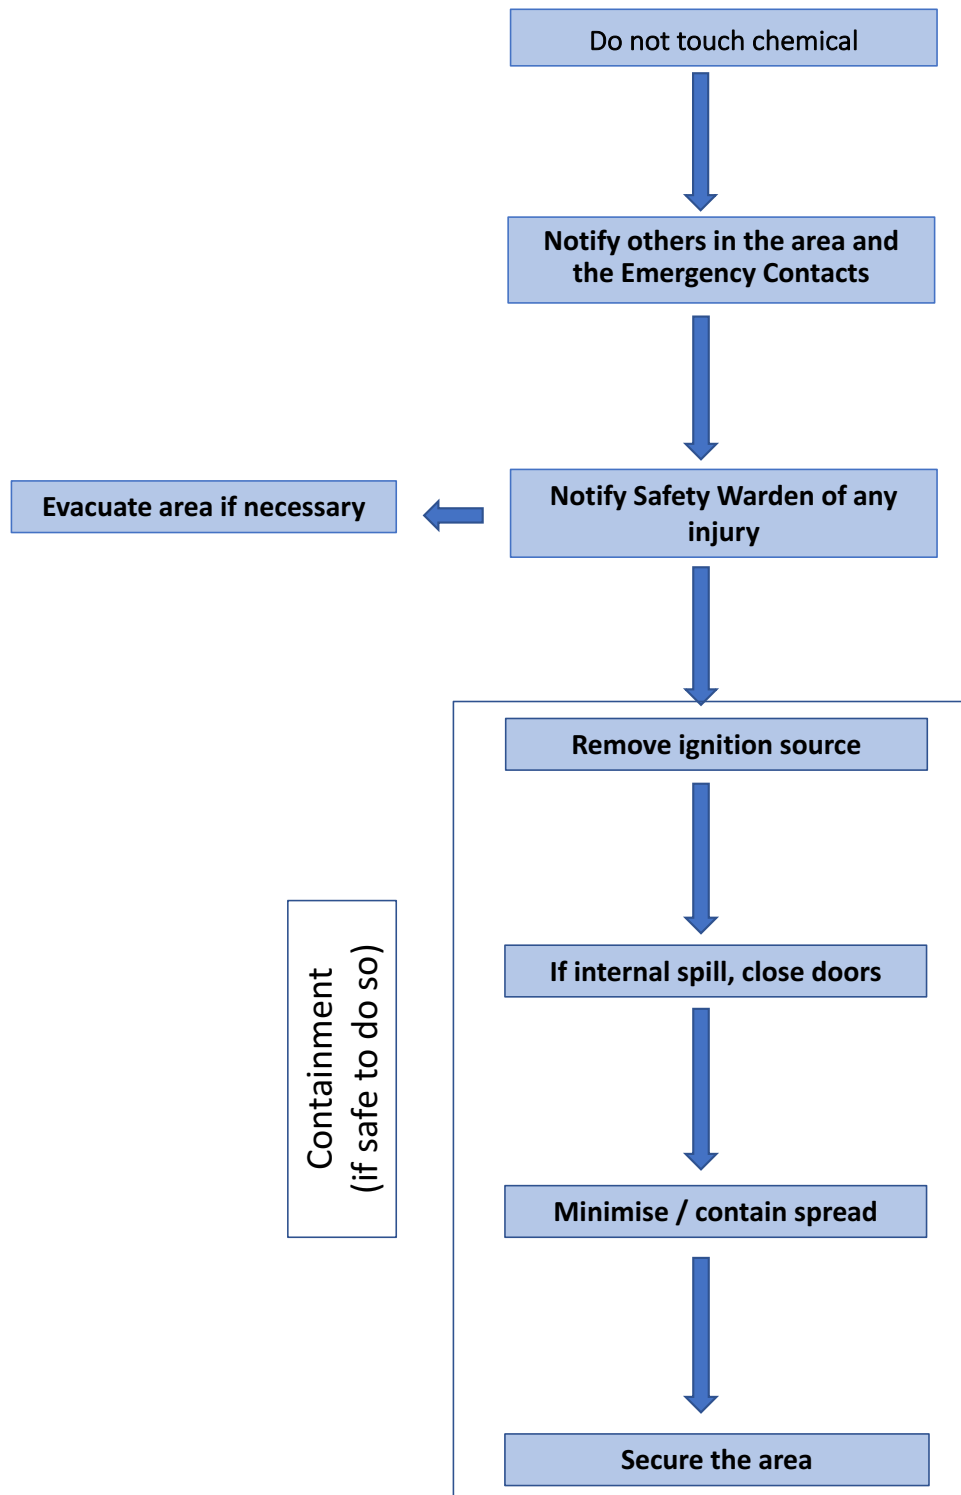 Do not touch chemical
Notify others in the area and
the Emergency Contacts
Notify Safety Warden of any
injury
Evacuate area if necessary
Containment
(if safe to do so)
Remove ignition source
If internal spill, close doors
Minimise / contain spread
Secure the area